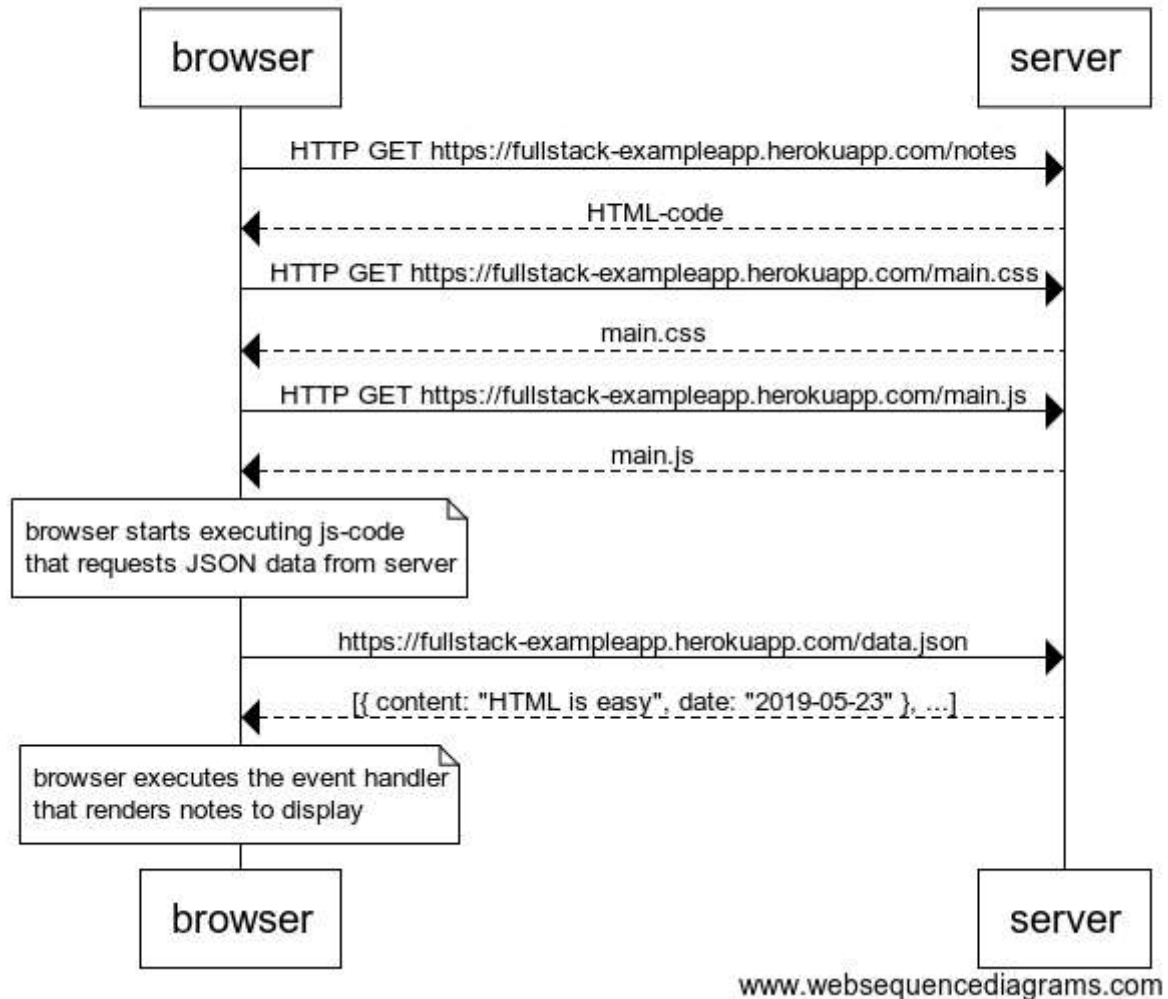 browser
server
HTTP GET https://fullstack-exampleapp.herokuapp.com/notes
HTML-code
HTTP GET https://fullstack-exampleapp.herokuapp.com/main.css
main.css
HTTP GET https://fullstack-exampleapp.herokuapp.com/main.js
main.js
browser starts executing js-code
that requests JSON data from server
https://fullstack-exampleapp.herokuapp.com/data.json
[{ content: "HTML is easy", date: "2019-05-23" }, ...]
browser executes the event handler
that renders notes to display
browser
server
www.websequencediagrams.com